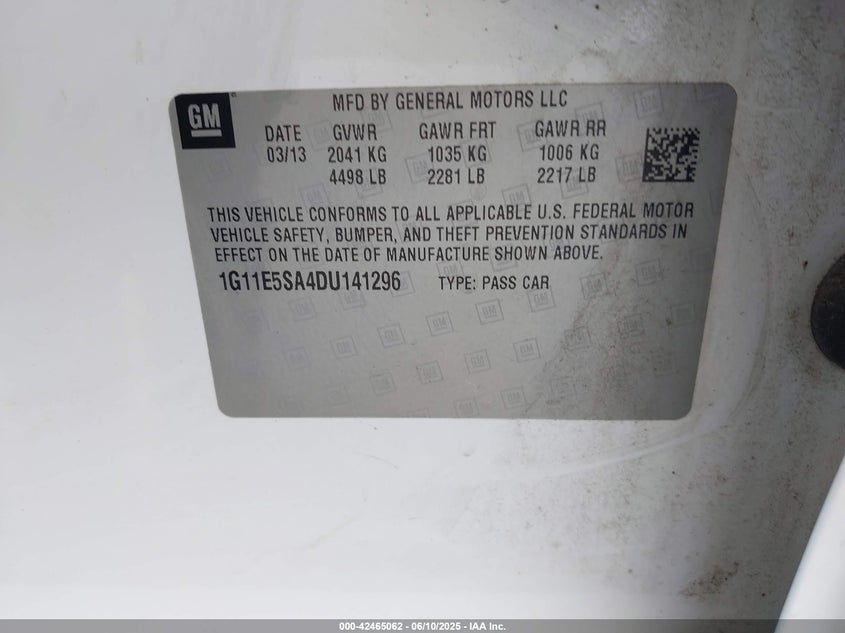 GM
MFD BY GENERAL MOTORS LLC
DATE GVWR GAWR FRT GAWR RR
03/13 2041 KG 1035 KG 1006 KG
4498 LB 2281 LB 2217 LB
THIS VEHICLE CONFORMS TO ALL APPLICABLE U.S. FEDERAL MOTOR
VEHICLE SAFETY, BUMPER, AND THEFT PREVENTION STANDARDS IN
EFFECT ON THE DATE OF MANUFACTURE SHOWN ABOVE.
1G11E5SA4DU141296 TYPE: PASS CAR
000-42465062 - 06/10/2025 - IAA Inc.